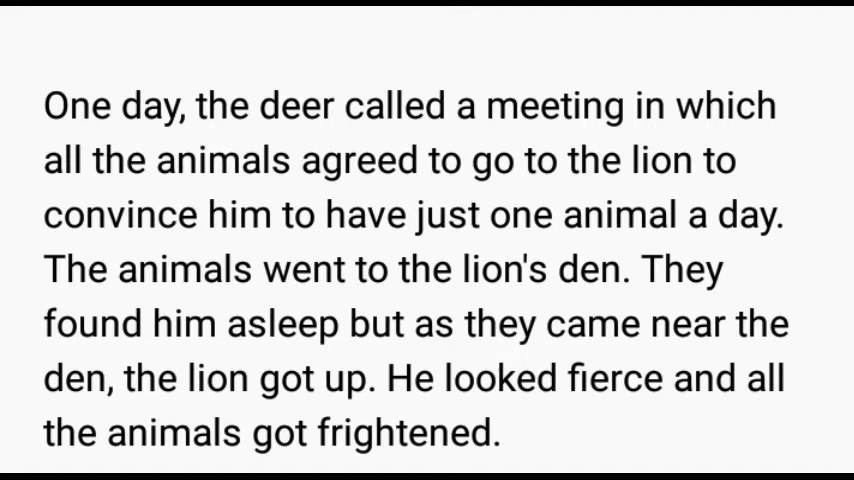 One day, the deer called a meeting in which
all the animals agreed to go to the lion to
convince him to have just one animal a day.
The animals went to the lion's den. They
found him asleep but as they came near the
den, the lion got up. He looked fierce and all
the animals got frightened.